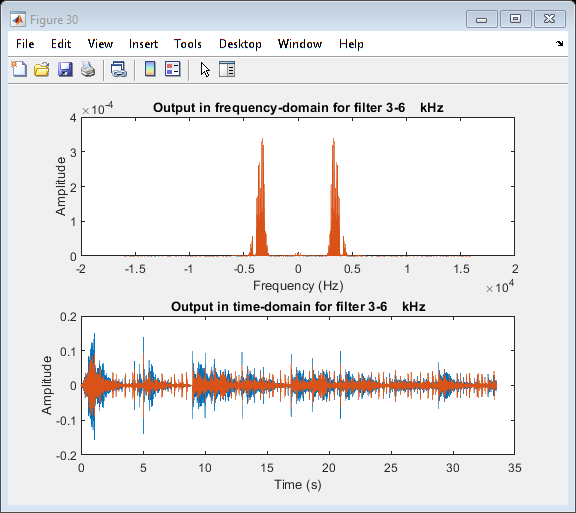 Figure 30
File Edit View Insert Tools Desktop Window Help
×10^-4
Output in frequency-domain for filter 3-6 kHz
4
3
2
1
0
Amplitude
-2 -1.5 -1 -0.5 0 0.5 1 1.5 2
Frequency (Hz)
×10^4
Output in time-domain for filter 3-6 kHz
0.2
0.1
0
-0.1
-0.2
Amplitude
0 5 10 15 20 25 30 35
Time (s)